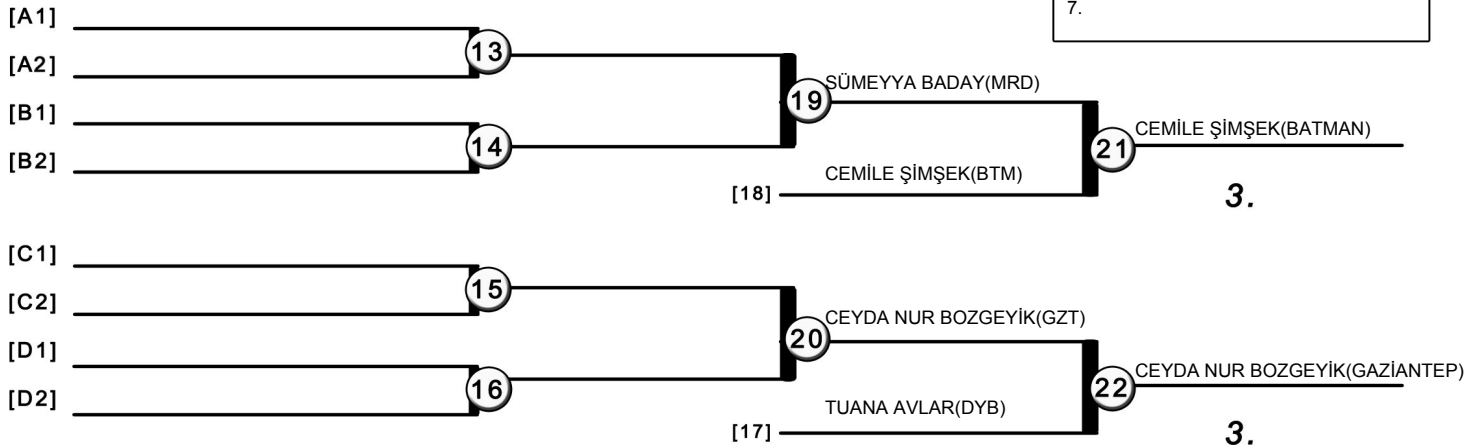 7.
[A1]
[A2]
13
[B1]
[B2]
14
19
SÜMEYYA BADAY(MRD)
CEMİLE ŞİMŞEK(BTM)
[18]
21
CEMİLE ŞİMŞEK(BATMAN)
3.
[C1]
[C2]
15
[D1]
[D2]
16
20
CEYDA NUR BOZGEYİK(GZT)
TUANA AVLAR(DYB)
[17]
22
CEYDA NUR BOZGEYİK(GAZİANTEP)
3.